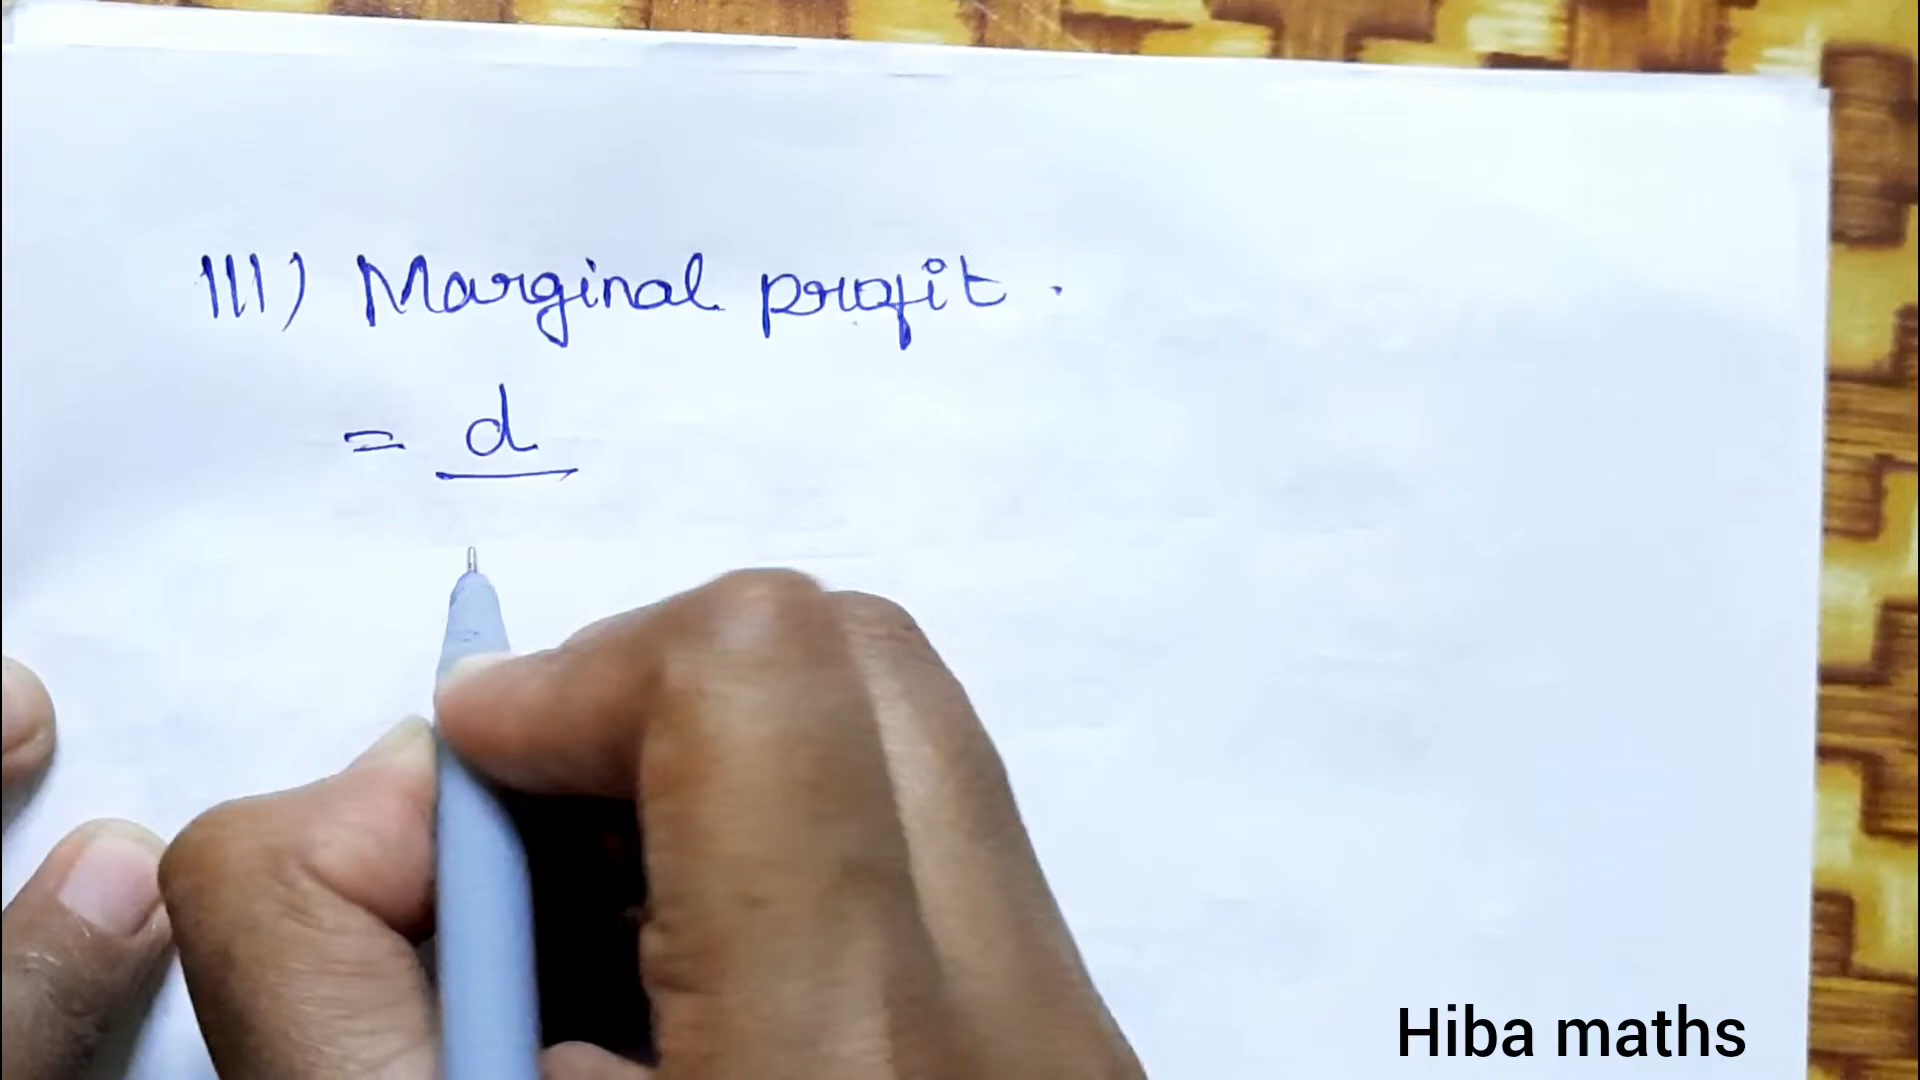 III) Marginal profit.
= d
Hiba maths